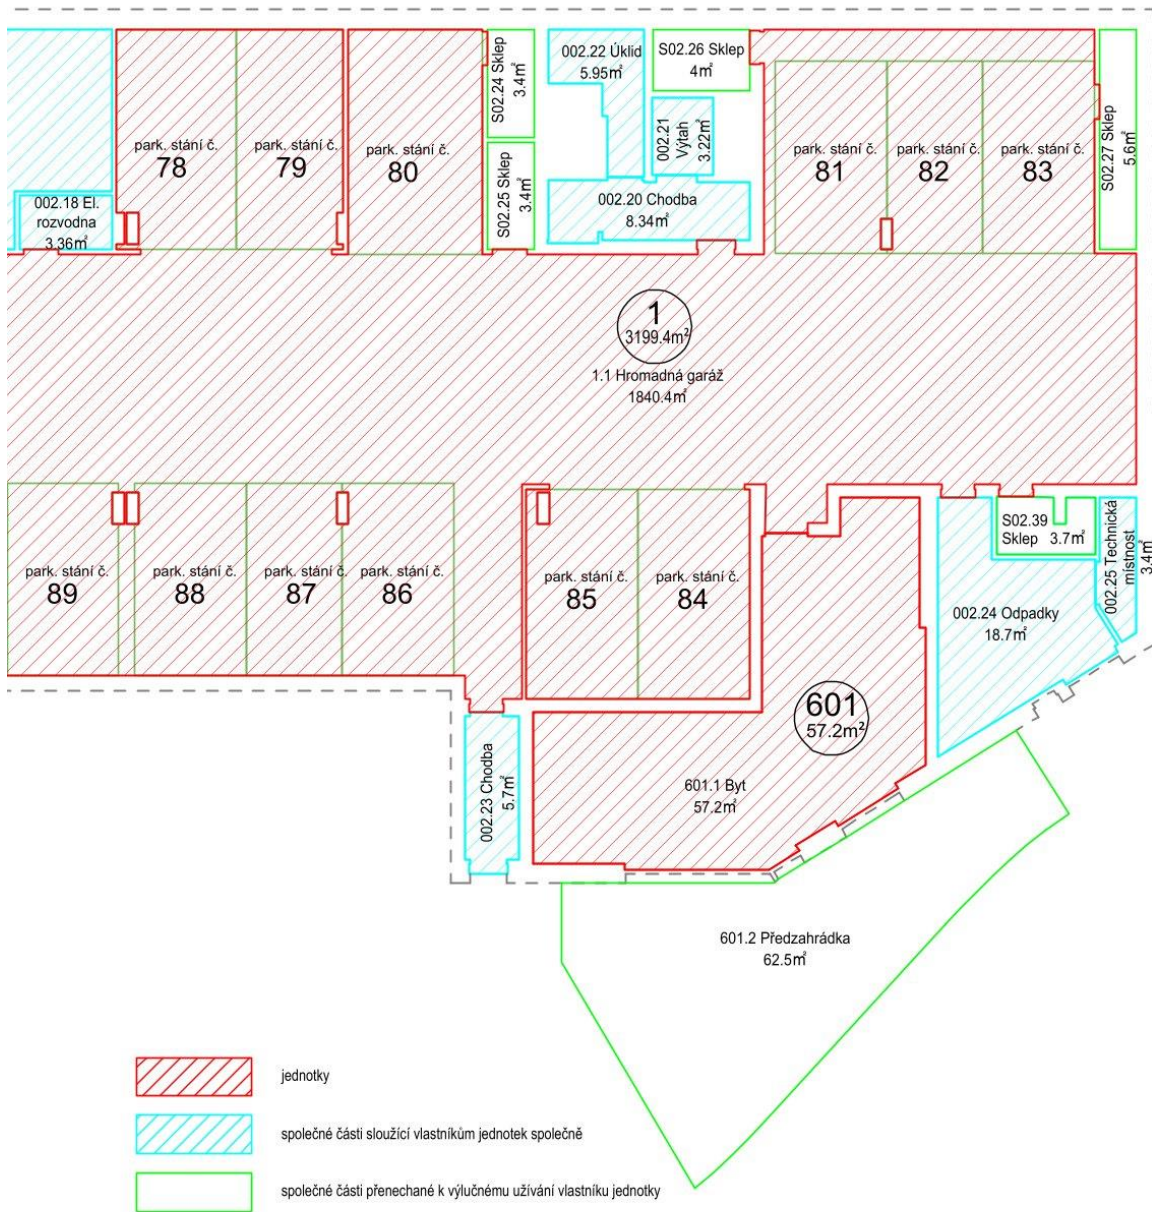 002.22 Úklid
5.95m²
S02.26 Sklep
4m²
S02.24 Sklep
3.4m²
S02.25 Sklep
3.4m²
002.21
Výtah
3.22m²
S02.27 Sklep
5.6m²
park. stání č.
78
park. stání č.
79
park. stání č.
80
park. stání č.
81
park. stání č.
82
park. stání č.
83
002.18 El.
rozvodna
3.36m²
002.20 Chodba
8.34m²
1
3199.4m²
1.1 Hromadná garáž
1840.4m²
park. stání č.
89
park. stání č.
88
park. stání č.
87
park. stání č.
86
park. stání č.
85
park. stání č.
84
S02.39
Sklep 3.7m²
002.25 Technická
místnost
3.4m²
002.24 Odpadky
18.7m²
601
57.2m²
601.1 Byt
57.2m²
002.23 Chodba
5.7m²
601.2 Předzahrádka
62.5m²
jednotky
společné části sloužící vlastníkům jednotek společně
společné části přenechané k výlučnému užívání vlastníku jednotky